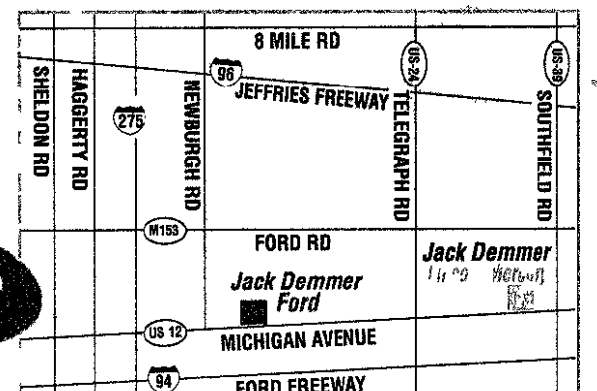 8 MILE RD
US-24
US-39
96
JEFFRIES FREEWAY
SHELDON RD
HAGGERTY RD
275
NEWBURGH RD
TELEGRAPH RD
SOUTHFIELD RD
M153
FORD RD
Jack Demmer
Jack Demmer
Ford
US 12
MICHIGAN AVENUE
94
FORD FREEWAY